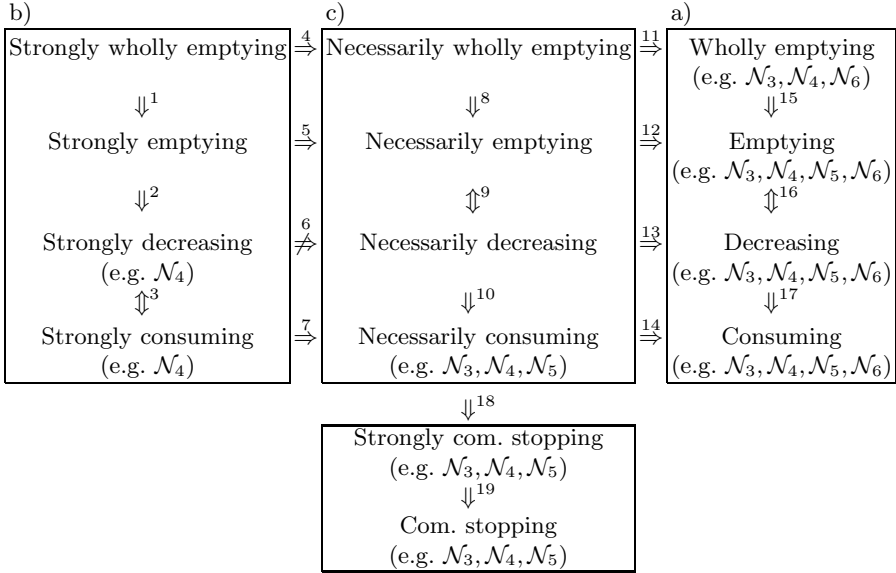 b) c) a)
Strongly wholly emptying ⇒4 Necessarily wholly emptying ⇒11 Wholly emptying
(e.g. N3, N4, N6)
⇓1 ⇓8 ⇓15
Strongly emptying ⇒5 Necessarily emptying ⇒12 Emptying
(e.g. N3, N4, N5, N6)
⇓2 ⇕9 ⇕16
Strongly decreasing ⇏6 Necessarily decreasing ⇒13 Decreasing
(e.g. N4) (e.g. N3, N4, N5, N6)
⇕3 ⇓10 ⇓17
Strongly consuming ⇒7 Necessarily consuming ⇒14 Consuming
(e.g. N4) (e.g. N3, N4, N5) (e.g. N3, N4, N5, N6)
⇓18
Strongly com. stopping
(e.g. N3, N4, N5)
⇓19
Com. stopping
(e.g. N3, N4, N5)